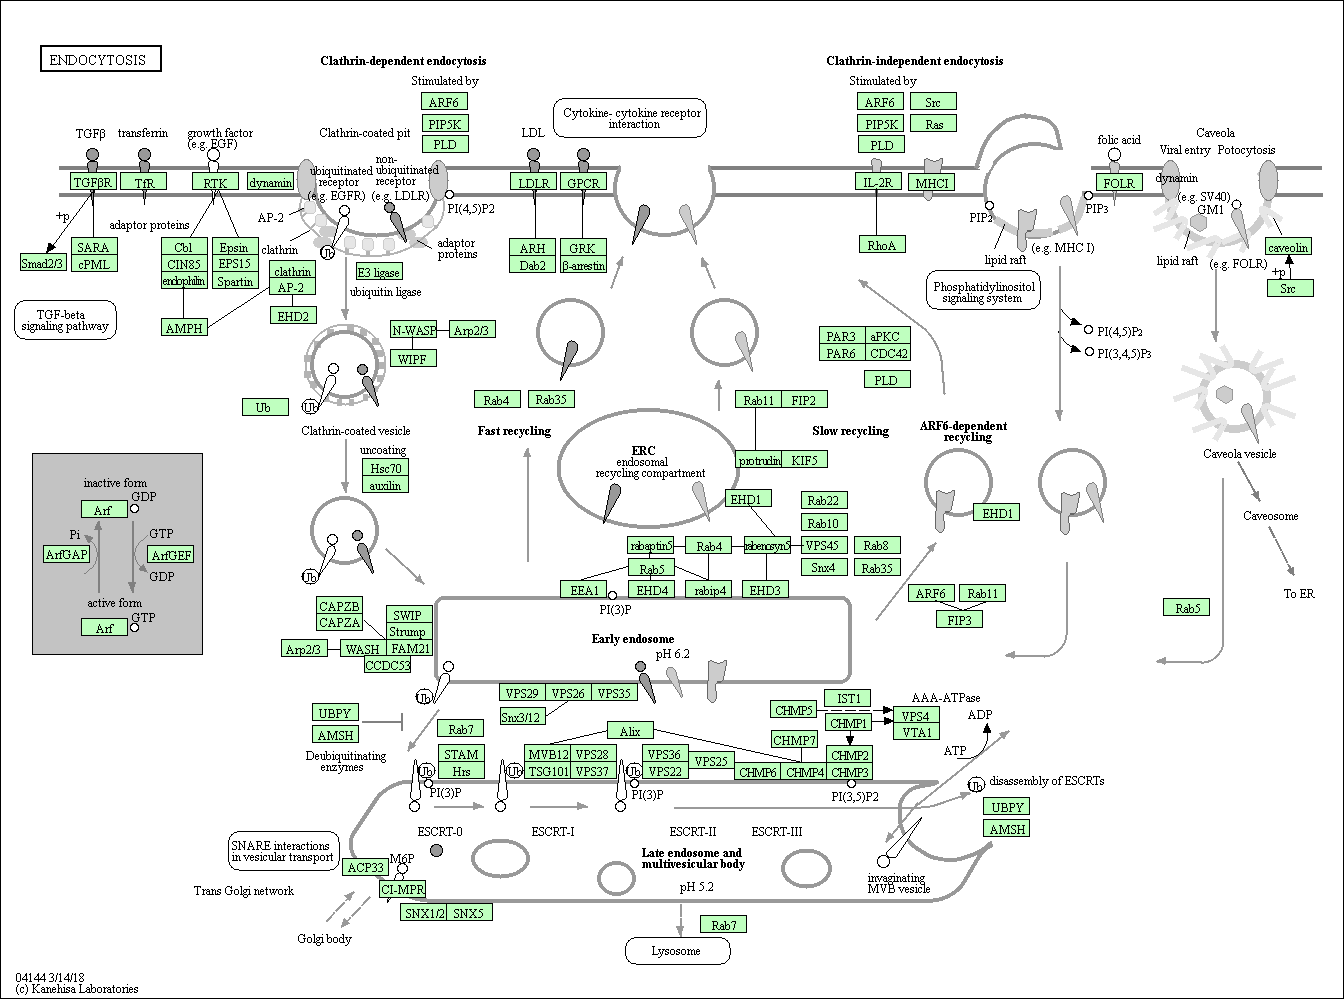 ENDOCYTOSIS
Clathrin-dependent endocytosis
Stimulated by
ARF6
PIP5K
PLD
Clathrin-independent endocytosis
Stimulated by
ARF6
Src
PIP5K
Ras
PLD
Cytokine- cytokine receptor
interaction
TGFβ
transferrin
growth factor
(e.g. EGF)
Clathrin-coated pit
LDL
folic acid
Caveola
Viral entry
Potocytosis
TGFβR
TfR
RTK
dynamin
ubiquitinated
receptor
(e.g. EGFR)
non-
ubiquitinated
receptor
(e.g. LDLR)
LDLR
GPCR
IL-2R
MHCI
FOLR
dynamin
(e.g. SV40)
GM1
PI(4,5)P2
PIP2
PIP3
+p
adaptor proteins
AP-2
clathrin
Ub
adaptor
proteins
Smad2/3
SARA
cPML
Cbl
CIN85
endophilin
Epsin
EPS15
Spartin
AMPH
clathrin
AP-2
EHD2
E3 ligase
ubiquitin ligase
ARH
Dab2
GRK
β-arrestin
RhoA
lipid raft
(e.g. MHC I)
lipid raft
(e.g. FOLR)
caveolin
+p
Src
TGF-beta
signaling pathway
Phosphatidylinositol
signaling system
N-WASP
Arp2/3
WIPF
PAR3
aPKC
PAR6
CDC42
PLD
PI(4,5)P2
PI(3,4,5)P3
Ub
Ub
Rab4
Rab35
Rab11
FIP2
Clathrin-coated vesicle
Fast recycling
Slow recycling
ARF6-dependent
recycling
uncoating
Hsc70
auxilin
ERC
endosomal
recycling compartment
protrudin
KIF5
Caveola vesicle
inactive form
GDP
Arf
Pi
GTP
ArfGAP
ArfGEF
GDP
active form
GTP
Arf
EHD1
Rab22
Rab10
EHD1
Caveosome
rabaptin5
Rab4
rabenosyn5
VPS45
Rab8
Rab5
Snx4
Rab35
Ub
EEA1
EHD4
rabip4
EHD3
PI(3)P
ARF6
Rab11
FIP3
To ER
Rab5
CAPZB
CAPZA
SWIP
Strump
Arp2/3
WASH
FAM21
CCDC53
Early endosome
pH 6.2
Ub
VPS29
VPS26
VPS35
Snx3/12
UBPY
AMSH
Deubiquitinating
enzymes
Rab7
STAM
Hrs
Alix
MVB12
VPS28
TSG101
VPS37
VPS36
VPS22
VPS25
CHMP5
IST1
CHMP1
CHMP7
CHMP2
CHMP6
CHMP4
CHMP3
AAA-ATPase
VPS4
VTA1
ADP
ATP
Ub
Ub
Ub
PI(3)P
PI(3)P
PI(3,5)P2
Ub
disassembly of ESCRTs
UBPY
AMSH
ESCRT-0
ESCRT-I
ESCRT-II
ESCRT-III
SNARE interactions
in vesicular transport
Late endosome and
multivesicular body
pH 5.2
invaginating
MVB vesicle
ACP33
M6P
CI-MPR
Trans Golgi network
SNX1/2
SNX5
Golgi body
Rab7
Lysosome
04144 3/14/18
(c) Kanehisa Laboratories